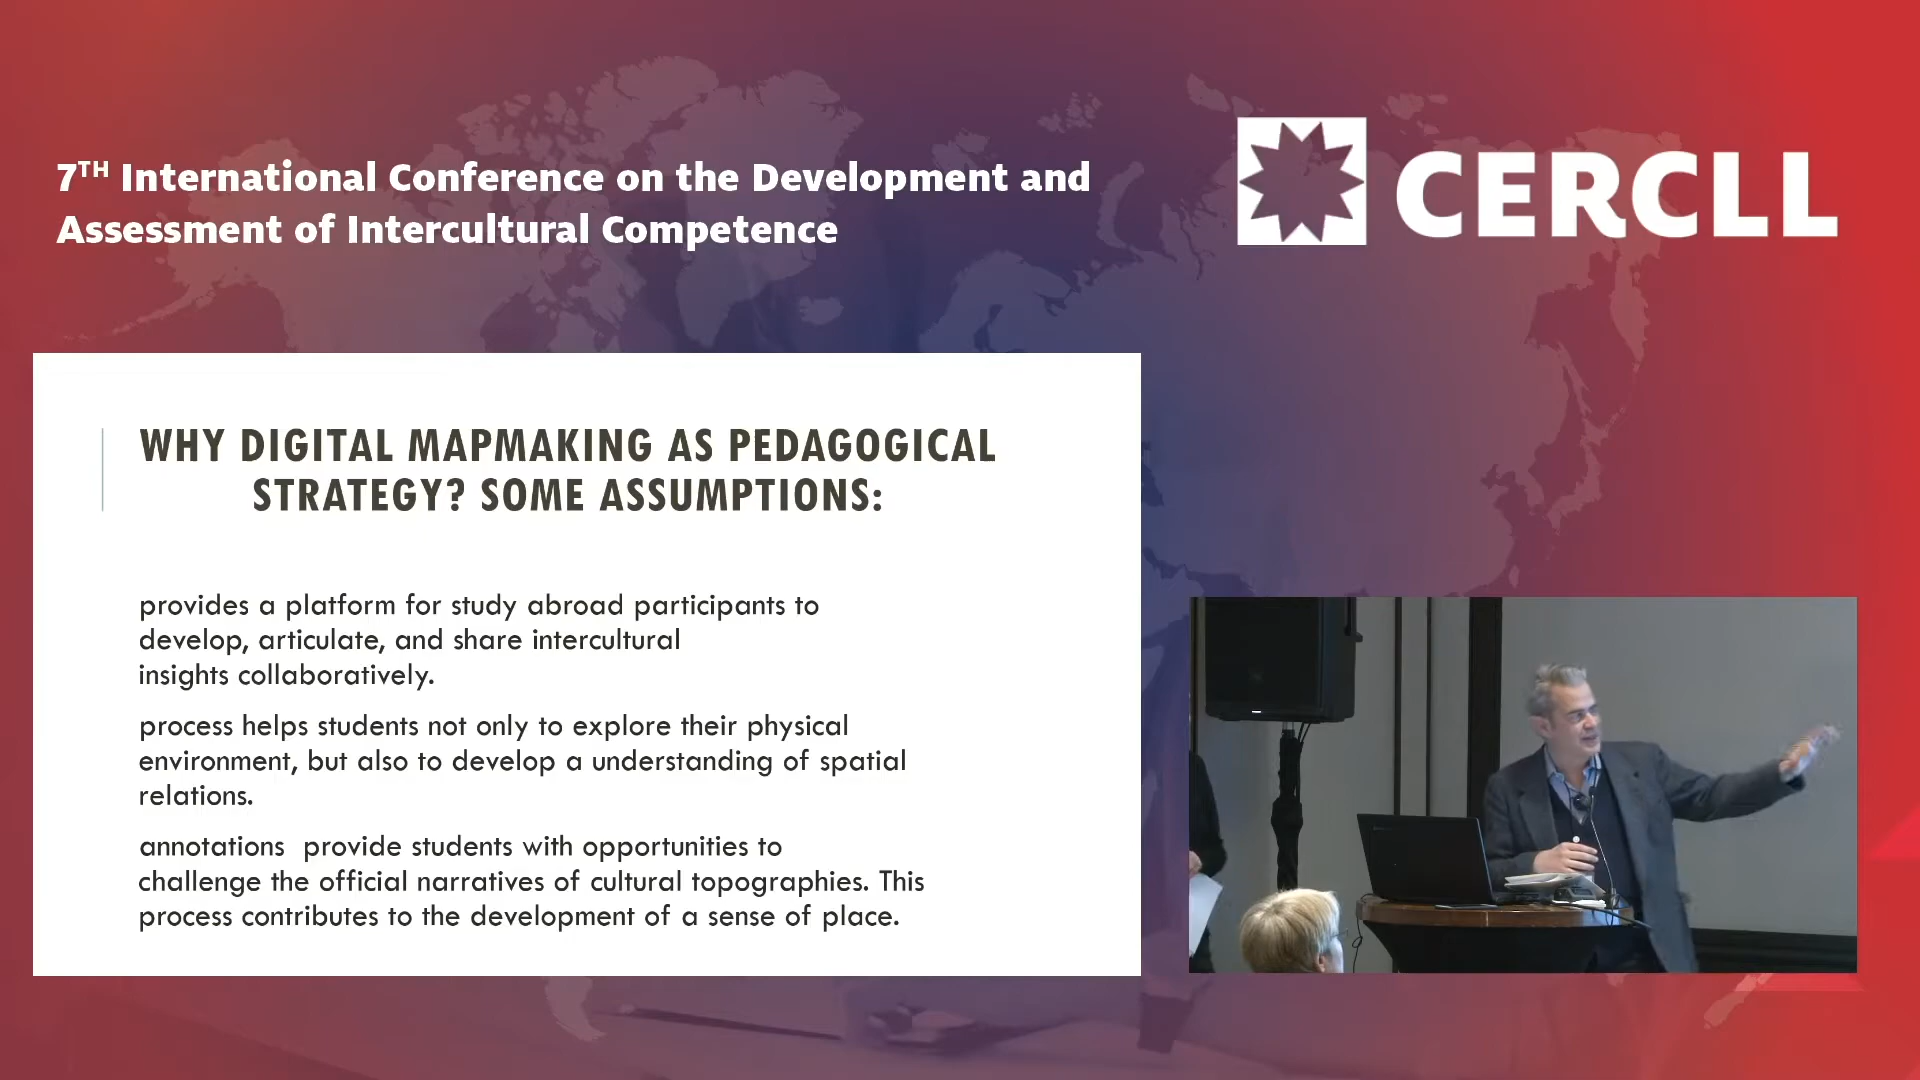 7TH International Conference on the Development and
Assessment of Intercultural Competence
CERCLL
WHY DIGITAL MAPMAKING AS PEDAGOGICAL
STRATEGY? SOME ASSUMPTIONS:
provides a platform for study abroad participants to
develop, articulate, and share intercultural
insights collaboratively.
process helps students not only to explore their physical
environment, but also to develop a understanding of spatial
relations.
annotations  provide students with opportunities to
challenge the official narratives of cultural topographies. This
process contributes to the development of a sense of place.